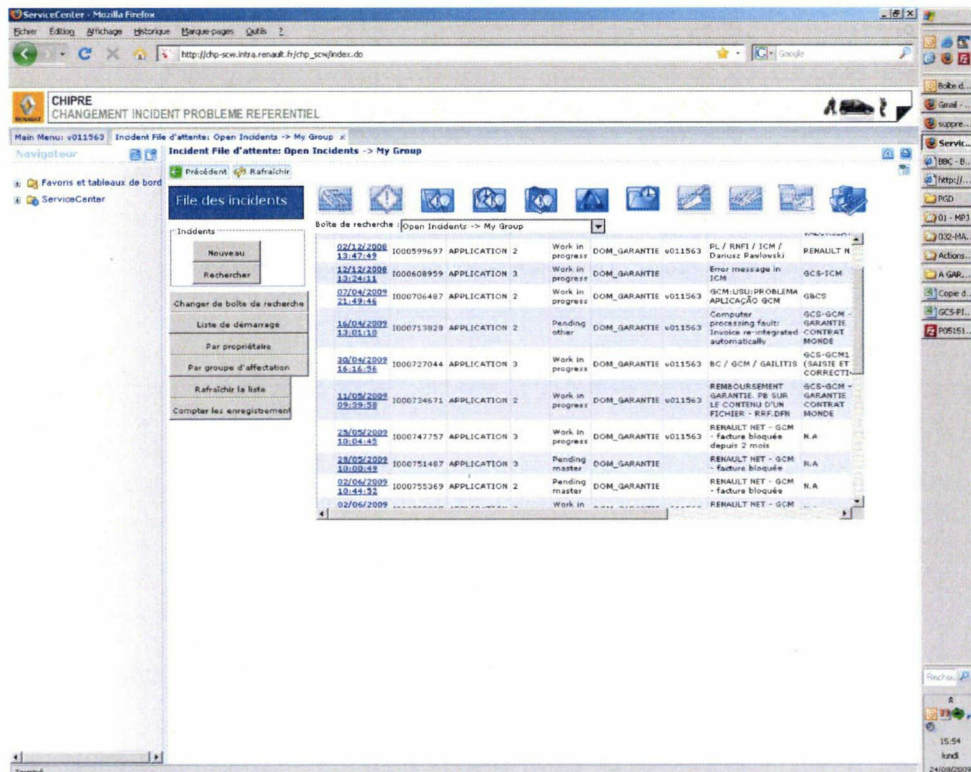 ServiceCenter - Mozilla Firefox
Fichier Edition Affichage Historique Marque-pages Outils ?
http://chp-scw.intra.renault.fr/chp_scw/index.do
Google
RENAULT
CHIPRE
CHANGEMENT INCIDENT PROBLEME REFERENTIEL
Main Menu: v011563 Incident File d'attente: Open Incidents -> My Group x
Navigateur
Favoris et tableaux de bord
ServiceCenter
Incident File d'attente: Open Incidents -> My Group
Précédent Rafraîchir
File des incidents
Incidents
Nouveau
Rechercher
Changer de boîte de recherche
Liste de démarrage
Par propriétaire
Par groupe d'affectation
Rafraîchir la liste
Compter les enregistrement
Boîte de recherche : Open Incidents -> My Group
02/12/2008 13:47:49 I000599697 APPLICATION 2 Work in progress DOM_GARANTIE v011563 PL / RNFI / ICM / Dariusz Pavlovski RENAULT N
12/12/2008 13:24:11 I000608959 APPLICATION 3 Work in progress DOM_GARANTIE Error message in ICM GCS-ICM
07/04/2009 21:49:46 I000706487 APPLICATION 2 Work in progress DOM_GARANTIE v011563 GCM:USU:PROBLEMA APLICAÇÃO GCM G&CS
16/04/2009 13:01:10 I000713828 APPLICATION 2 Pending other DOM_GARANTIE v011563 Computer processing fault: Invoice re-integrated automatically GCS-GCM - GARANTIE CONTRAT MONDE
30/04/2009 16:16:56 I000727044 APPLICATION 3 Work in progress DOM_GARANTIE v011563 BC / GCM / GAILITIS GCS-GCM1 (SAISIE ET CORRECTI
11/05/2009 09:39:58 I000734671 APPLICATION 2 Work in progress DOM_GARANTIE v011563 REMBOURSEMENT GARANTIE. PB SUR LE CONTENU D'UN FICHIER - RRF.DFN GCS-GCM - GARANTIE CONTRAT MONDE
25/05/2009 10:04:45 I000747757 APPLICATION 3 Work in progress DOM_GARANTIE v011563 RENAULT NET - GCM - facture bloquée depuis 2 mois N.A
28/05/2009 10:00:49 I000751487 APPLICATION 3 Pending master DOM_GARANTIE RENAULT NET - GCM - facture bloquée N.A
02/06/2009 10:44:52 I000755369 APPLICATION 2 Pending master DOM_GARANTIE RENAULT NET - GCM - facture bloquée N.A
02/06/2009 Work in RENAULT NET - GCM
Boîte d...
Gmail - ...
suppre...
Servic...
BBC - B...
http://...
PGD
01 - MP3
032-MA...
Actions...
A GAR...
Copie d...
GCS-PI...
P05151...
15:54
lundi
24/08/2009